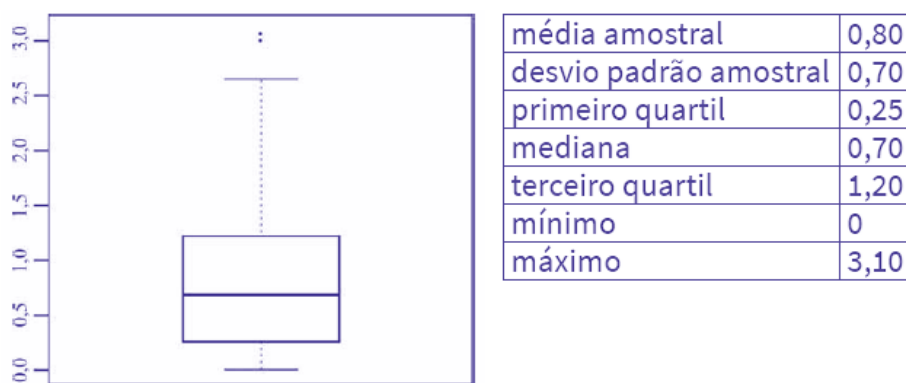 3,0
2,5
2,0
1,5
1,0
0,5
0,0
média amostral 0,80
desvio padrão amostral 0,70
primeiro quartil 0,25
mediana 0,70
terceiro quartil 1,20
mínimo 0
máximo 3,10